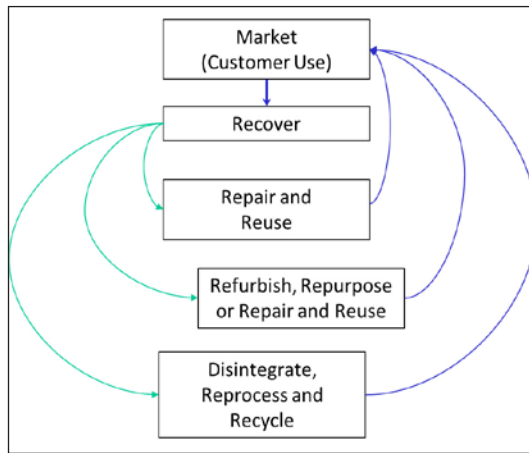 Market
(Customer Use)
Recover
Repair and
Reuse
Refurbish, Repurpose
or Repair and Reuse
Disintegrate,
Reprocess and
Recycle